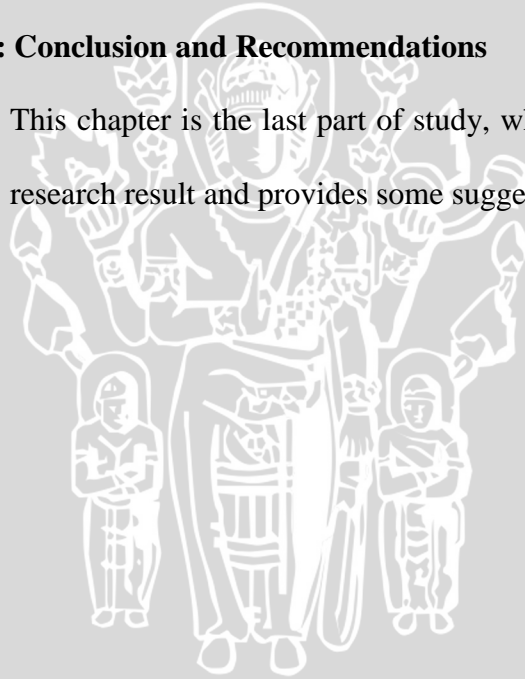 : Conclusion and Recommendations
This chapter is the last part of study, wh
research result and provides some sugge